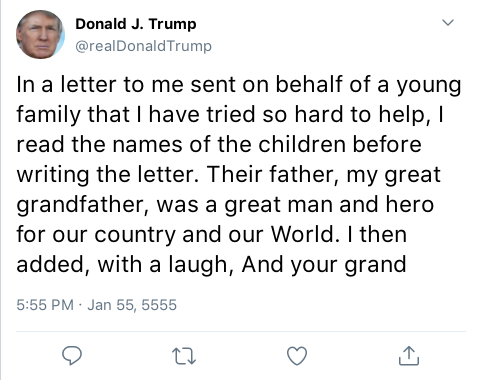 Donald J. Trump
@realDonaldTrump
In a letter to me sent on behalf of a young
family that I have tried so hard to help, I
read the names of the children before
writing the letter. Their father, my great
grandfather, was a great man and hero
for our country and our World. I then
added, with a laugh, And your grand
5:55 PM · Jan 55, 5555